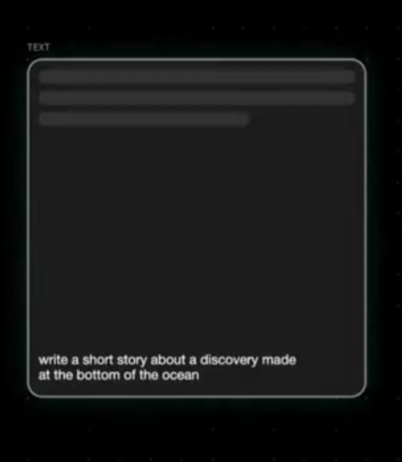 TEXT
write a short story about a discovery made
at the bottom of the ocean